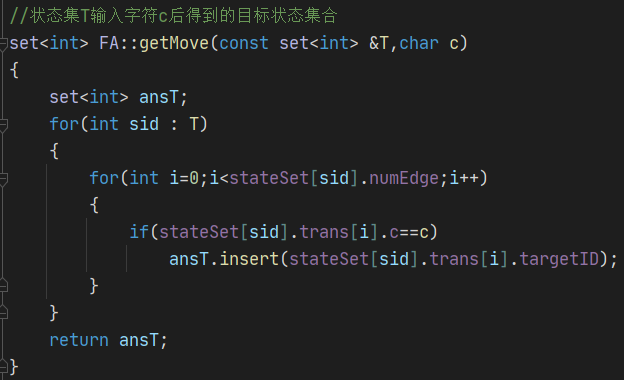 //状态集T输入字符c后得到的目标状态集合
set<int> FA::getMove(const set<int> &T,char c)
{
    set<int> ansT;
    for(int sid : T)
    {
        for(int i=0;i<stateSet[sid].numEdge;i++)
        {
            if(stateSet[sid].trans[i].c==c)
                ansT.insert(stateSet[sid].trans[i].targetID);
        }
    }
    return ansT;
}